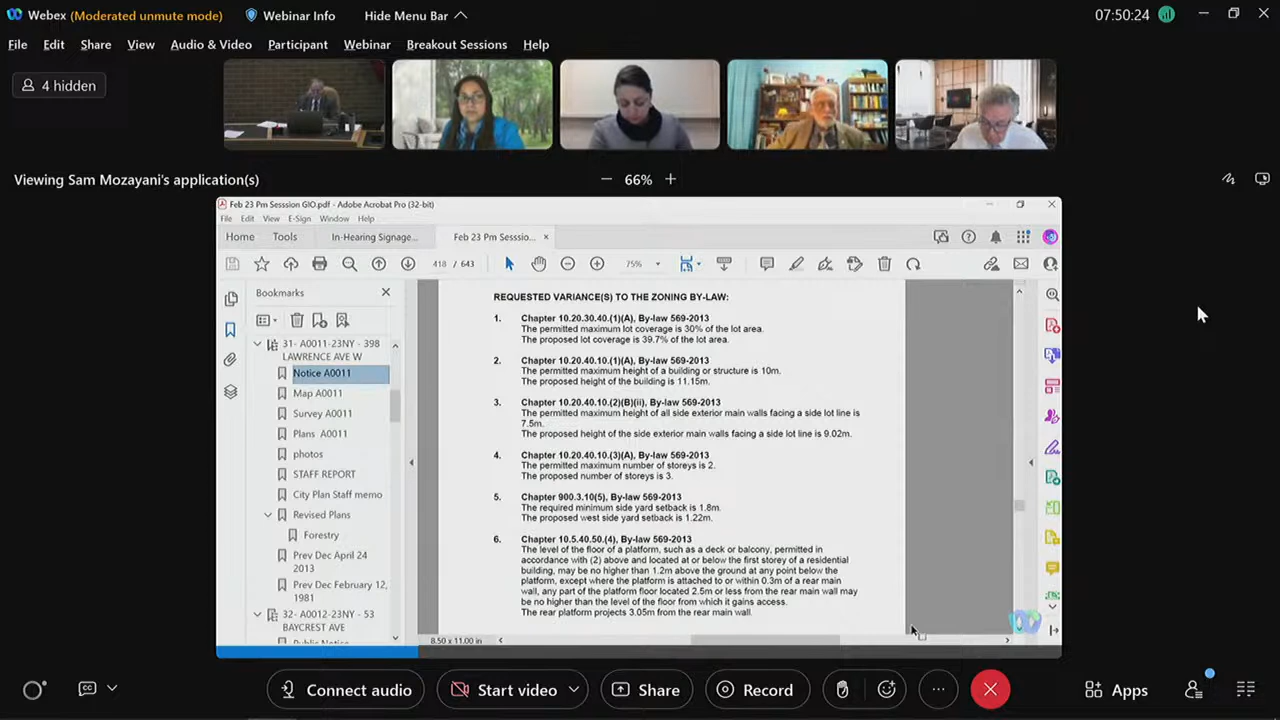 Webex (Moderated unmute mode) Webinar Info Hide Menu Bar 07:50:24
File Edit Share View Audio & Video Participant Webinar Breakout Sessions Help
4 hidden
Viewing Sam Mozayani's application(s)
66%
Feb 23 Pm Sesssion GIO.pdf - Adobe Acrobat Pro (32-bit)
File Edit View E-Sign Window Help
Home Tools In-Hearing Signage... Feb 23 Pm Sesssio... ×
418 / 643 75%
Bookmarks
31- A0011-23NY - 398
LAWRENCE AVE W
Notice A0011
Map A0011
Survey A0011
Plans A0011
photos
STAFF REPORT
City Plan Staff memo
Revised Plans
Forestry
Prev Dec April 24
2013
Prev Dec February 12,
1981
32- A0012-23NY - 53
BAYCREST AVE
Public Notice
REQUESTED VARIANCE(S) TO THE ZONING BY-LAW:
1. Chapter 10.20.30.40.(1)(A), By-law 569-2013
The permitted maximum lot coverage is 30% of the lot area.
The proposed lot coverage is 39.7% of the lot area.
2. Chapter 10.20.40.10.(1)(A), By-law 569-2013
The permitted maximum height of a building or structure is 10m.
The proposed height of the building is 11.15m.
3. Chapter 10.20.40.10.(2)(B)(ii), By-law 569-2013
The permitted maximum height of all side exterior main walls facing a side lot line is
7.5m.
The proposed height of the side exterior main walls facing a side lot line is 9.02m.
4. Chapter 10.20.40.10.(3)(A), By-law 569-2013
The permitted maximum number of storeys is 2.
The proposed number of storeys is 3.
5. Chapter 900.3.10(5), By-law 569-2013
The required minimum side yard setback is 1.8m.
The proposed west side yard setback is 1.22m.
6. Chapter 10.5.40.50.(4), By-law 569-2013
The level of the floor of a platform, such as a deck or balcony, permitted in
accordance with (2) above and located at or below the first storey of a residential
building, may be no higher than 1.2m above the ground at any point below the
platform, except where the platform is attached to or within 0.3m of a rear main
wall, any part of the platform floor located 2.5m or less from the rear main wall may
be no higher than the level of the floor from which it gains access.
The rear platform projects 3.05m from the rear main wall.
8.50 x 11.00 in
Connect audio Start video Share Record Apps